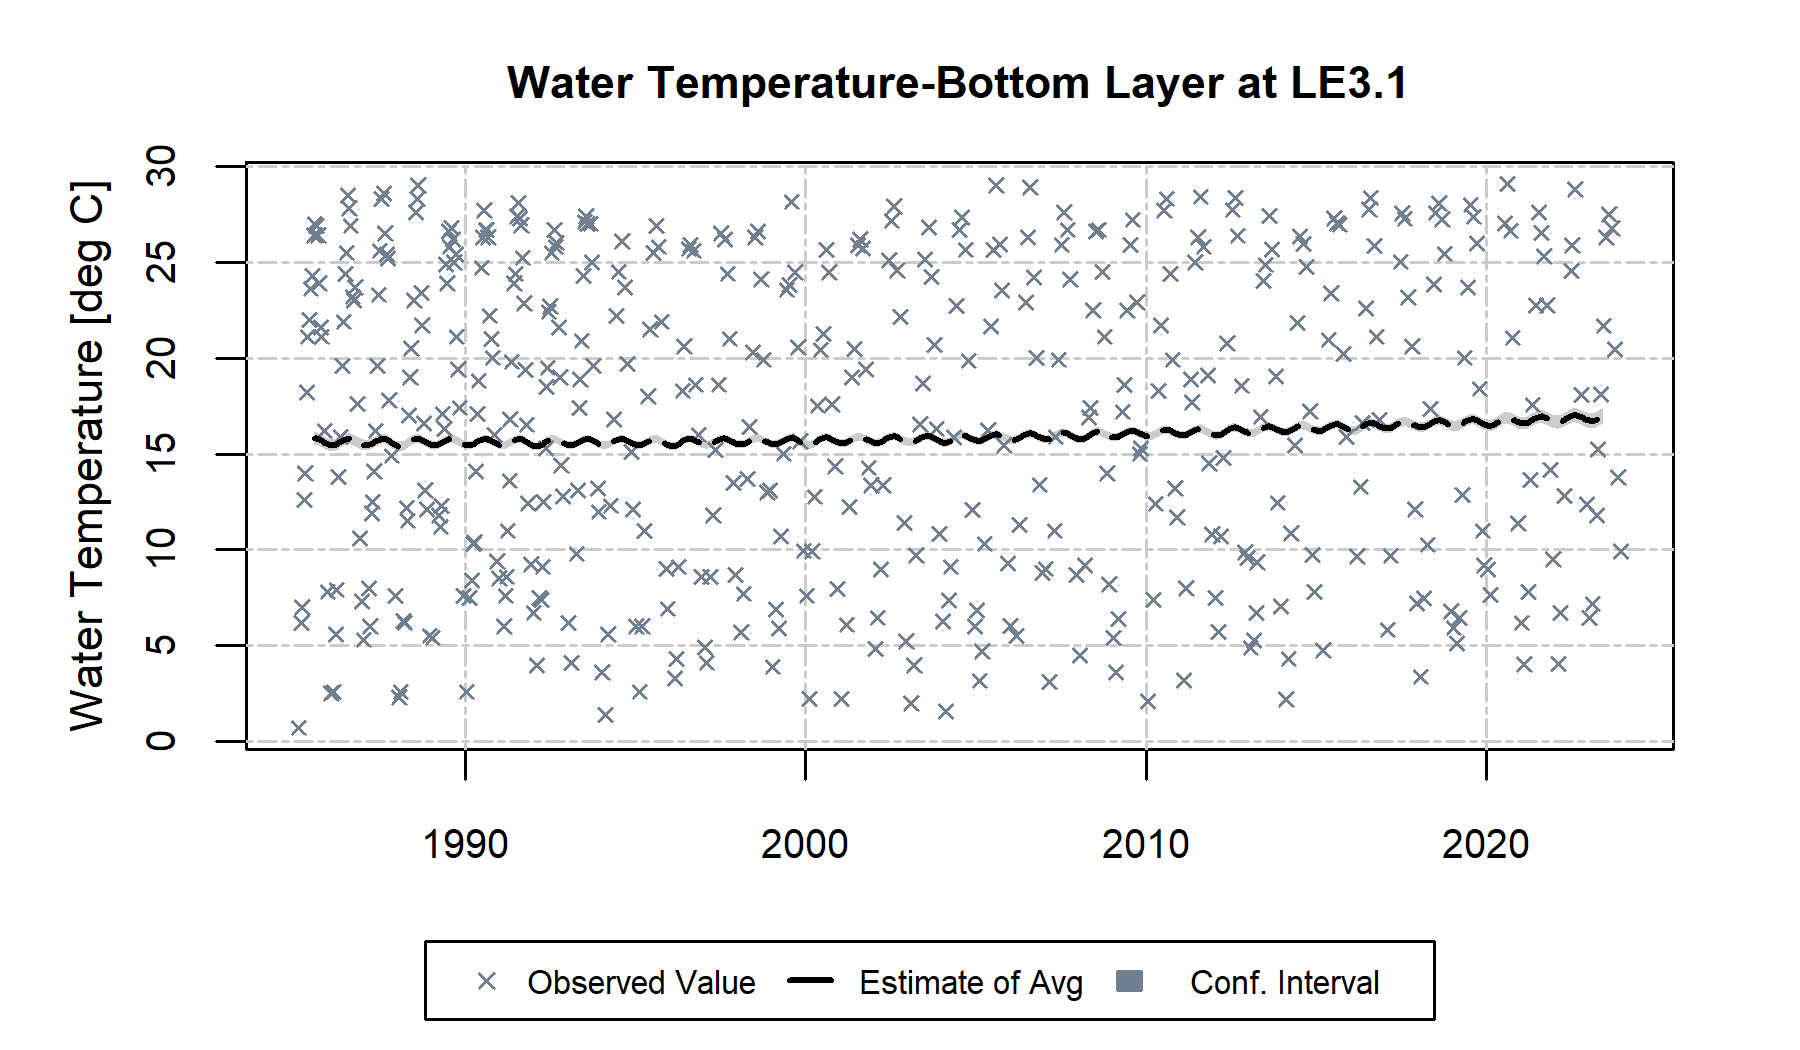 Water Temperature-Bottom Layer at LE3.1
Water Temperature [deg C]
30
25
20
15
10
5
0
1990 2000 2010 2020
Observed Value Estimate of Avg Conf. Interval